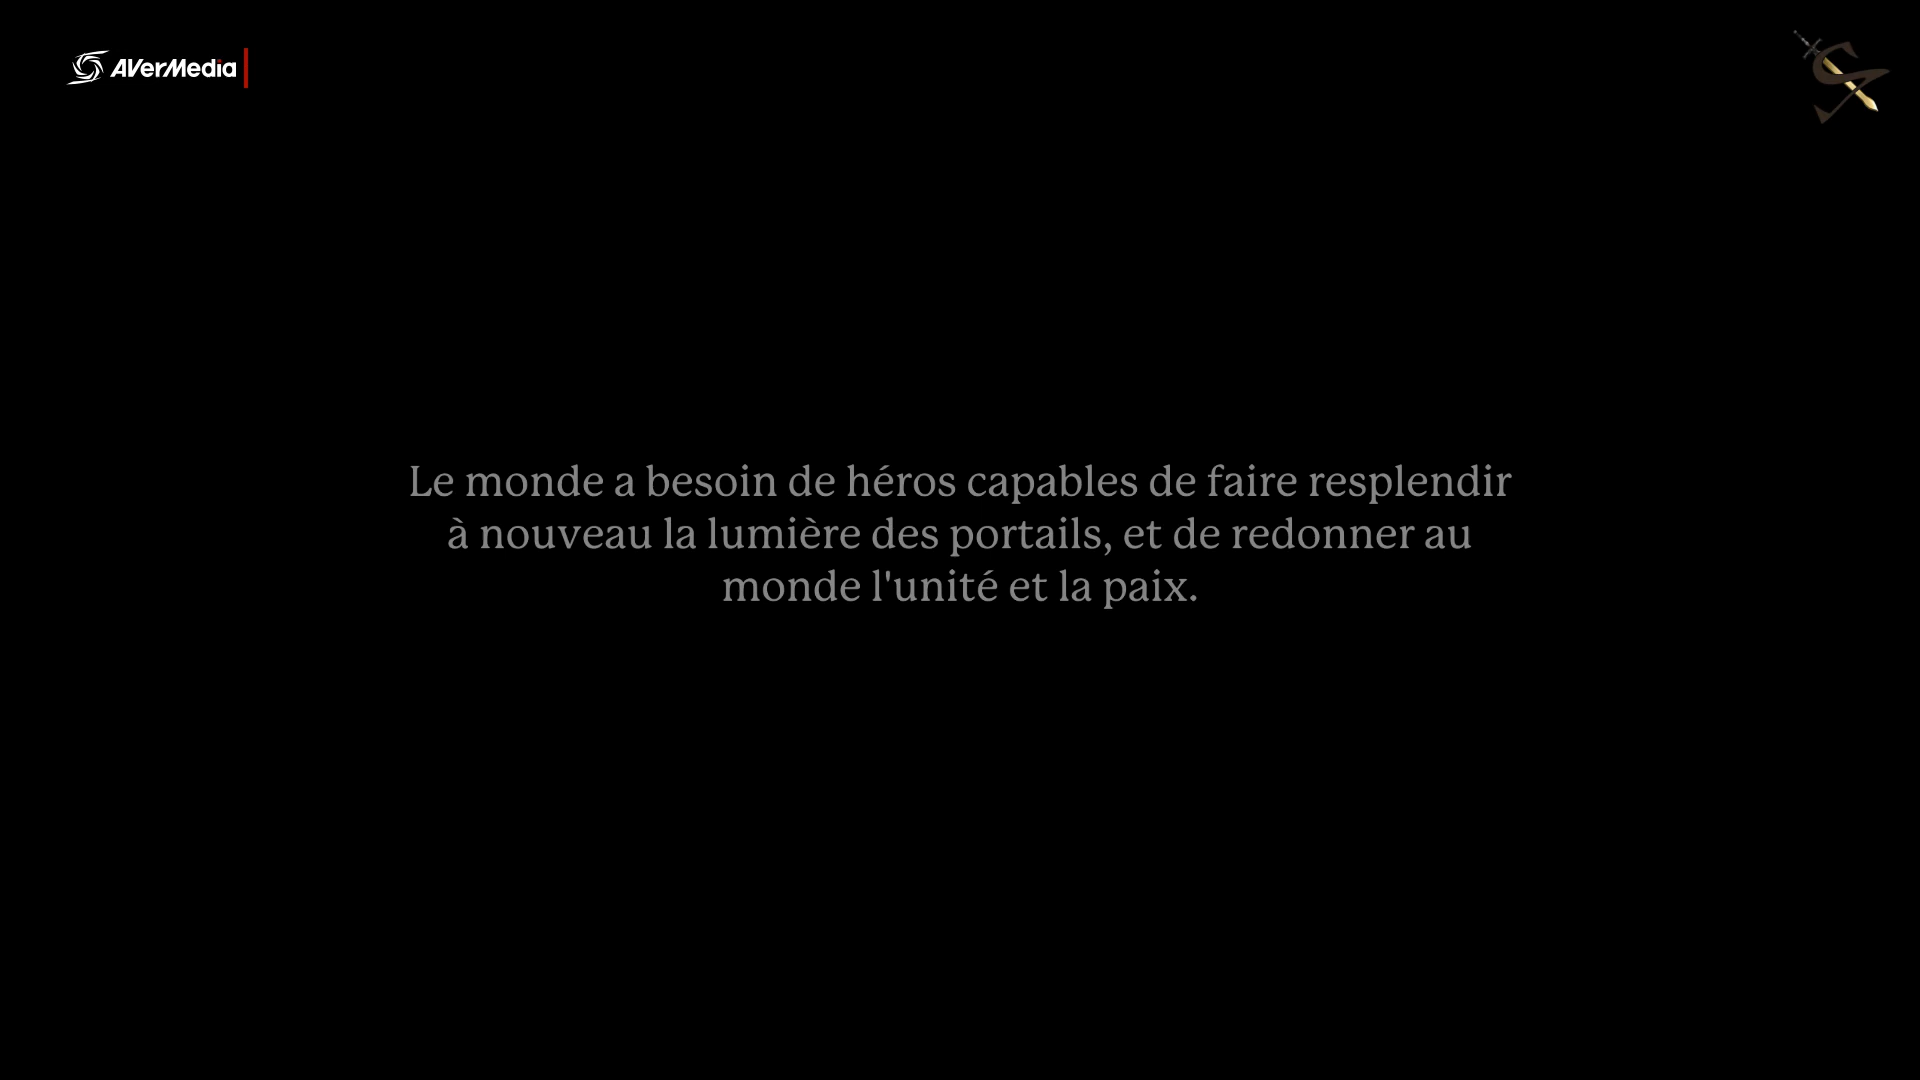 AVerMedia
Le monde a besoin de héros capables de faire resplendir
à nouveau la lumière des portails, et de redonner au
monde l'unité et la paix.